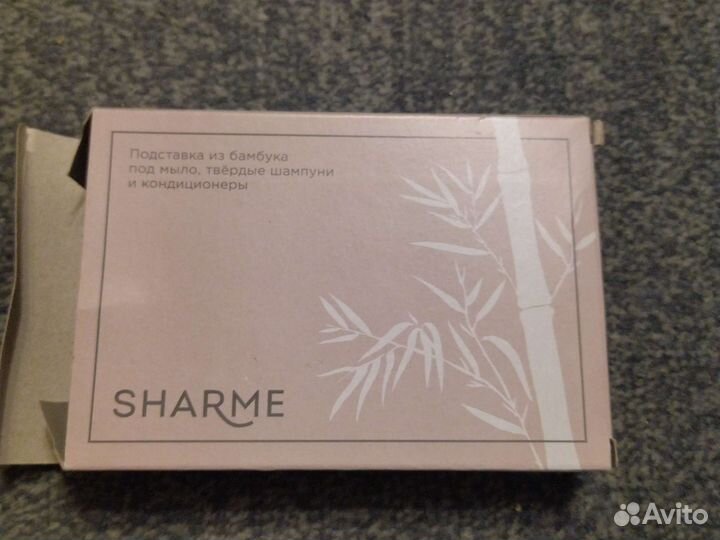 Подставка из бамбука
под мыло, твёрдые шампуни
и кондиционеры
SHARME
Avito